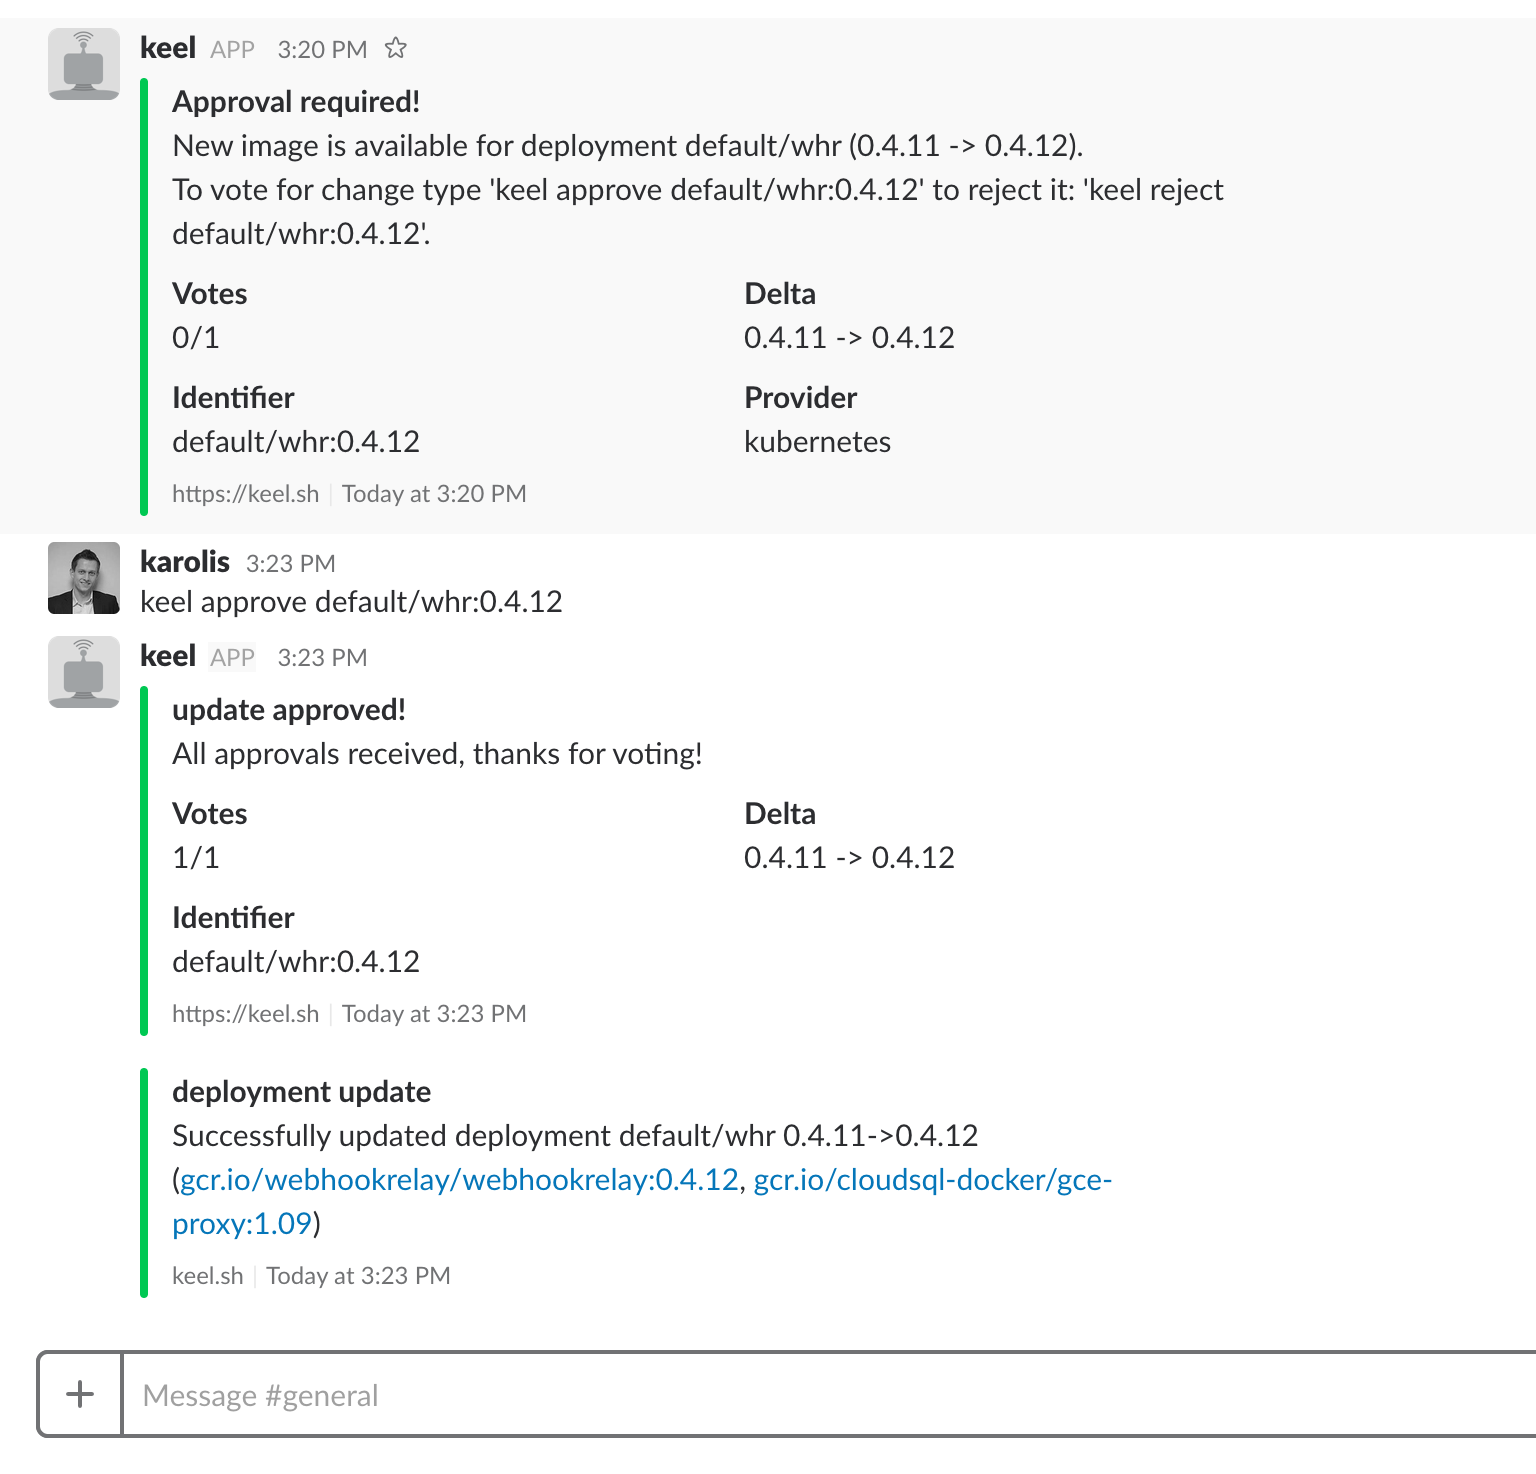 keel APP 3:20 PM
Approval required!
New image is available for deployment default/whr (0.4.11 -> 0.4.12).
To vote for change type 'keel approve default/whr:0.4.12' to reject it: 'keel reject
default/whr:0.4.12'.
Votes Delta
0/1 0.4.11 -> 0.4.12
Identifier Provider
default/whr:0.4.12 kubernetes
https://keel.sh | Today at 3:20 PM
karolis 3:23 PM
keel approve default/whr:0.4.12
keel APP 3:23 PM
update approved!
All approvals received, thanks for voting!
Votes Delta
1/1 0.4.11 -> 0.4.12
Identifier
default/whr:0.4.12
https://keel.sh | Today at 3:23 PM
deployment update
Successfully updated deployment default/whr 0.4.11->0.4.12
(gcr.io/webhookrelay/webhookrelay:0.4.12, gcr.io/cloudsql-docker/gce-
proxy:1.09)
keel.sh | Today at 3:23 PM
Message #general